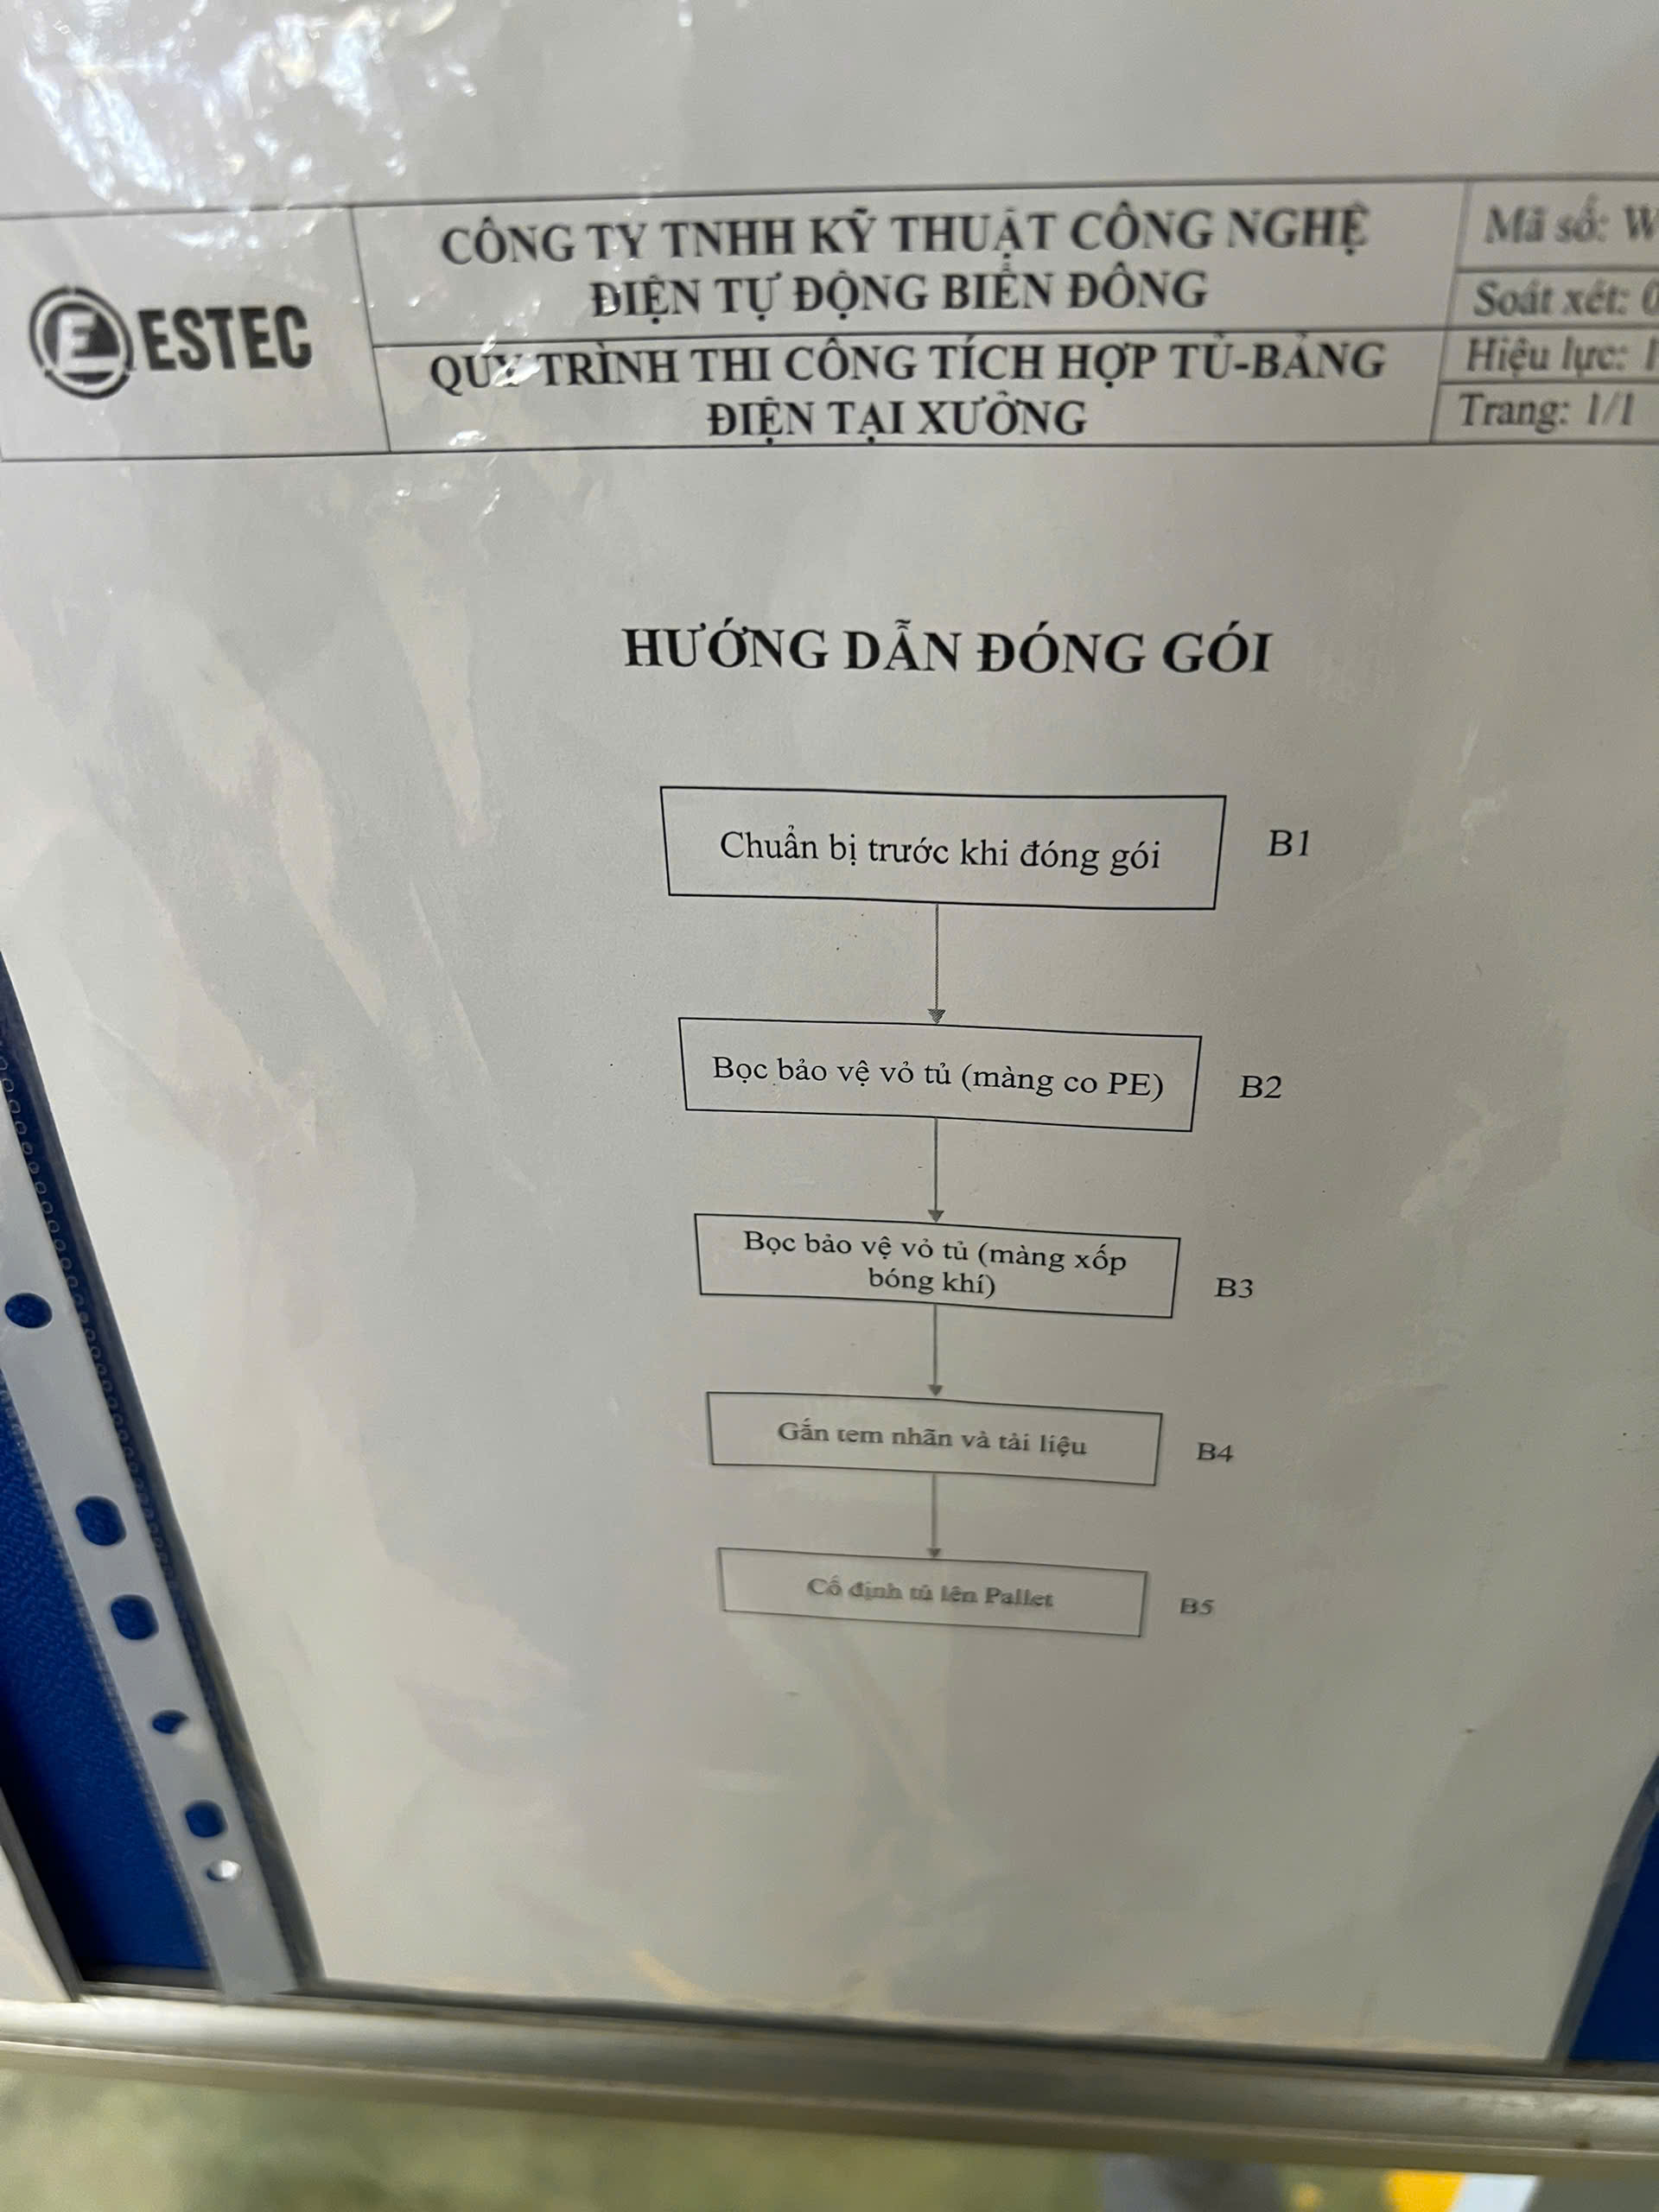 ESTEC
CÔNG TY TNHH KỸ THUẬT CÔNG NGHỆ
ĐIỆN TỰ ĐỘNG BIỂN ĐÔNG
QUY TRÌNH THI CÔNG TÍCH HỢP TỦ-BẢNG
ĐIỆN TẠI XƯỞNG
Mã số: W
Soát xét: 0
Hiệu lực: 1
Trang: 1/1
HƯỚNG DẪN ĐÓNG GÓI
Chuẩn bị trước khi đóng gói
B1
Bọc bảo vệ vỏ tủ (màng co PE)
B2
Bọc bảo vệ vỏ tủ (màng xốp
bóng khí)
B3
Gắn tem nhãn và tài liệu
B4
Cố định tủ lên Pallet
B5